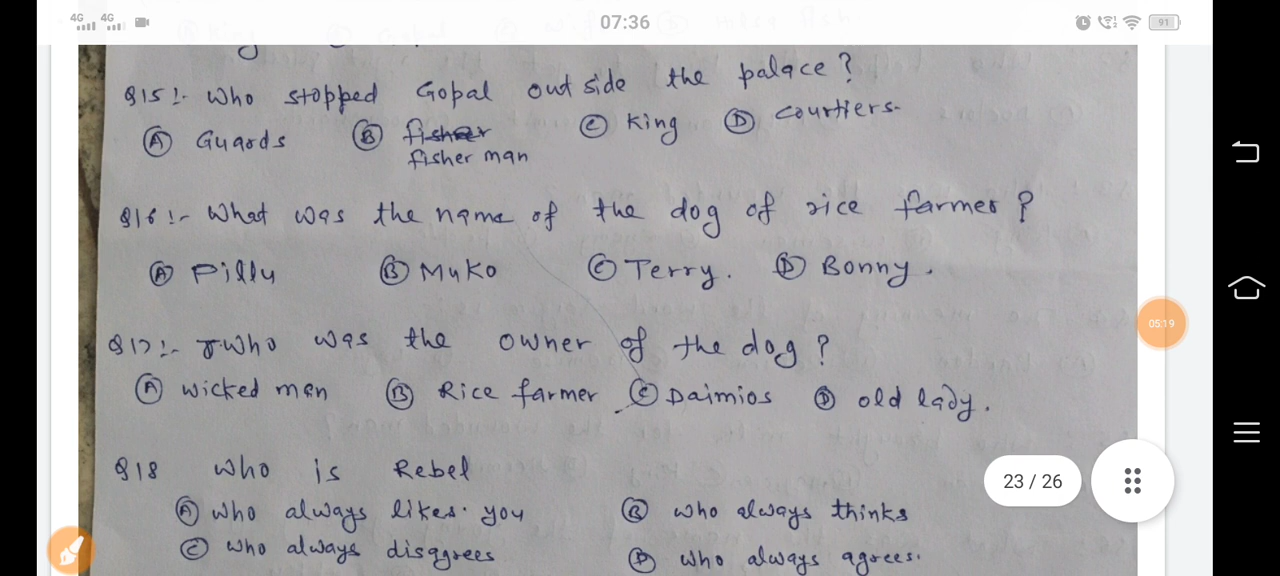 4G 4G 07:36 91
Q15:- Who stopped Gopal out side the palace?
(A) Guards (B) fisher man (C) King (D) Courtiers.
Q16:- What was the name of the dog of rice farmer?
(A) Pilly (B) Muko (C) Terry. (D) Bonny.
Q17:- Who was the owner of the dog?
(A) wicked man (B) Rice farmer (C) Daimios (D) old lady.
05:19
Q18 Who is Rebel
(A) who always likes. you (B) who always thinks
(C) who always disagrees (D) who always agrees.
23 / 26